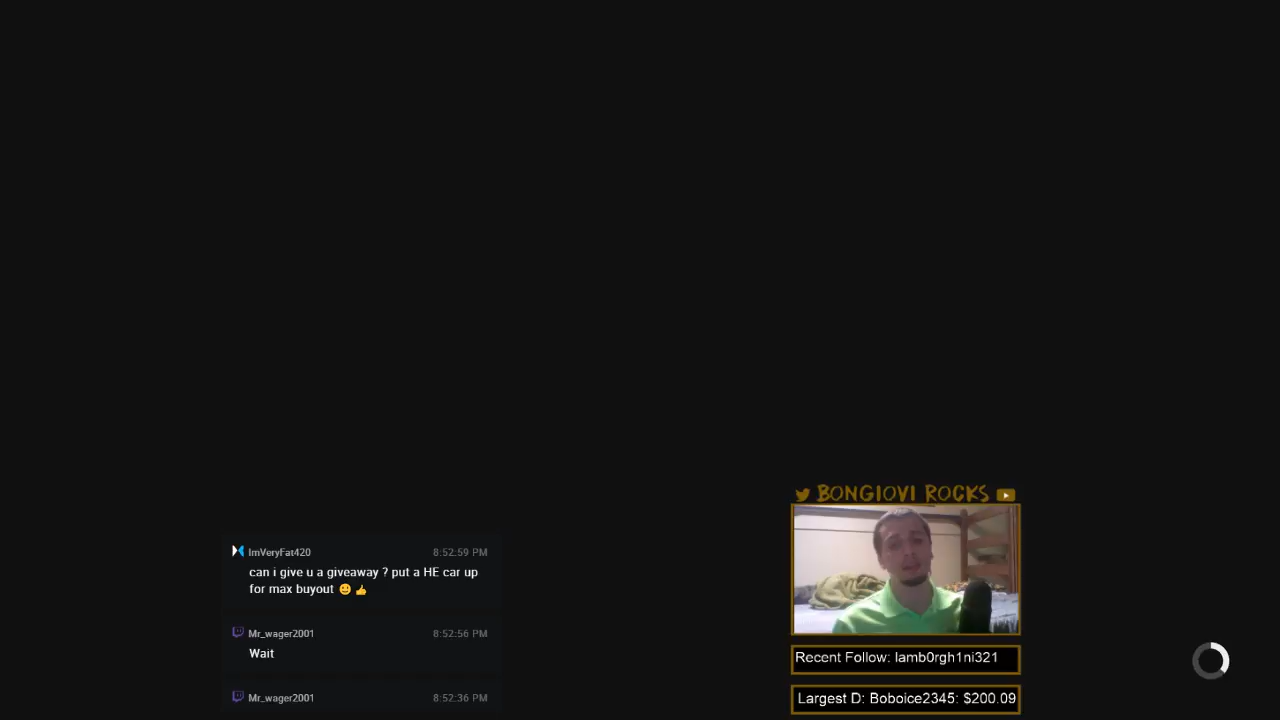 BONGIOVI ROCKS
ImVeryFat420 8:52:59 PM
can i give u a giveaway ? put a HE car up
for max buyout 🙂 👍
Mr_wager2001 8:52:56 PM
Wait
Mr_wager2001 8:52:36 PM
Recent Follow: lamb0rgh1ni321
Largest D: Boboice2345: $200.09